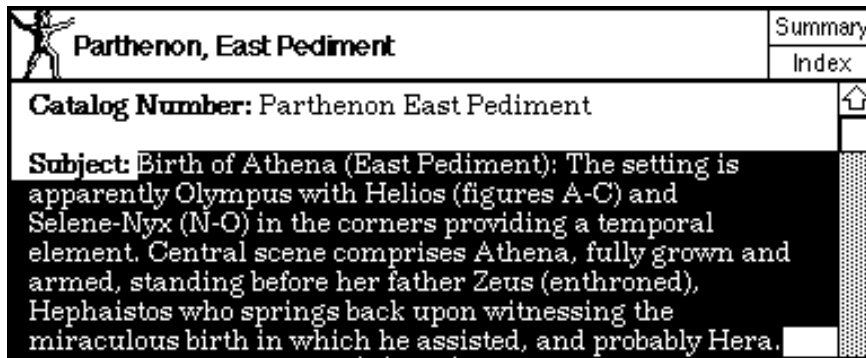 Parthenon, East Pediment
Summary
Index
Catalog Number: Parthenon East Pediment
Subject: Birth of Athena (East Pediment): The setting is
apparently Olympus with Helios (figures A-C) and
Selene-Nyx (N-O) in the corners providing a temporal
element. Central scene comprises Athena, fully grown and
armed, standing before her father Zeus (enthroned),
Hephaistos who springs back upon witnessing the
miraculous birth in which he assisted, and probably Hera.